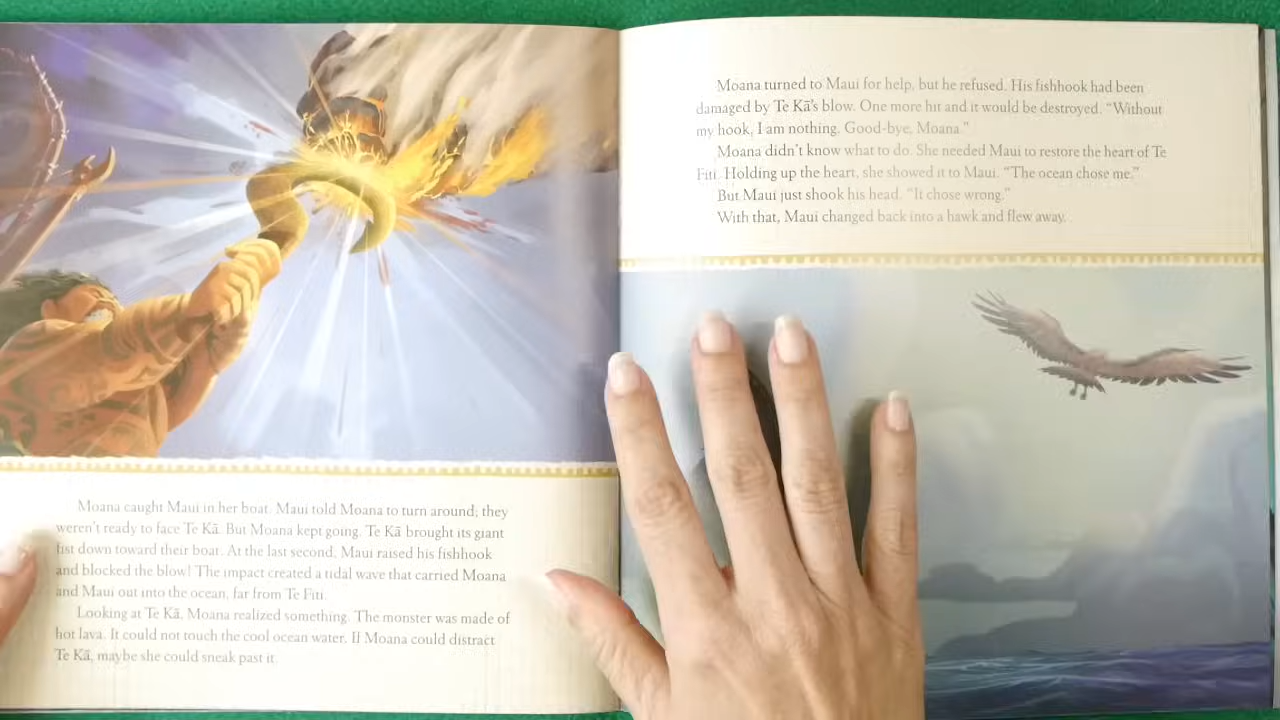 Moana caught Maui in her boat. Maui told Moana to turn around; they
weren't ready to face Te Kā. But Moana kept going. Te Kā brought its giant
fist down toward their boat. At the last second, Maui raised his fishhook
and blocked the blow! The impact created a tidal wave that carried Moana
and Maui out into the ocean, far from Te Fiti.
Looking at Te Kā, Moana realized something. The monster was made of
hot lava. It could not touch the cool ocean water. If Moana could distract
Te Kā, maybe she could sneak past it.
Moana turned to Maui for help, but he refused. His fishhook had been
damaged by Te Kā's blow. One more hit and it would be destroyed. “Without
my hook, I am nothing. Good-bye, Moana.”
Moana didn't know what to do. She needed Maui to restore the heart of Te
Fiti. Holding up the heart, she showed it to Maui. “The ocean chose me.”
But Maui just shook his head. “It chose wrong.”
With that, Maui changed back into a hawk and flew away.